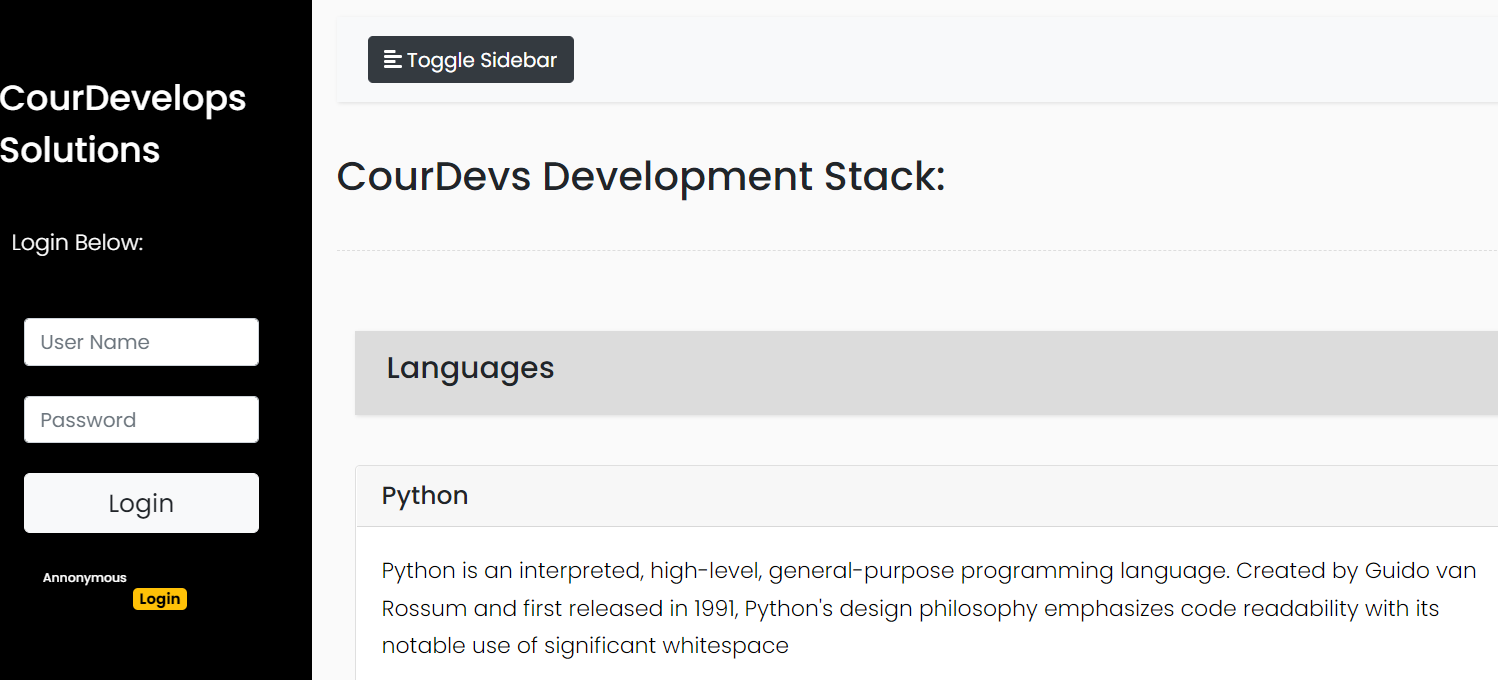 CourDevelops
Solutions
Login Below:
User Name
Password
Login
Annonymous
Login
Toggle Sidebar
CourDevs Development Stack:
Languages
Python
Python is an interpreted, high-level, general-purpose programming language. Created by Guido van
Rossum and first released in 1991, Python's design philosophy emphasizes code readability with its
notable use of significant whitespace